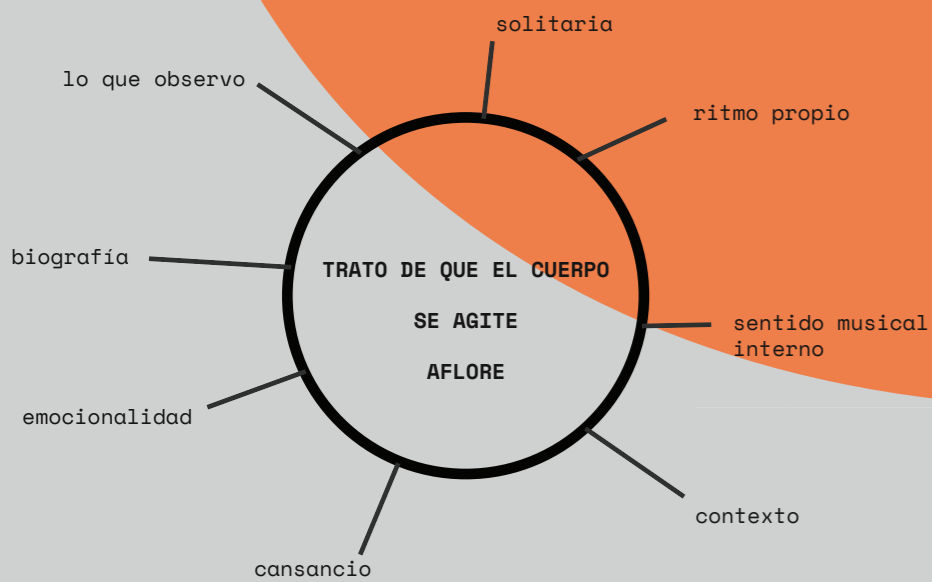 solitaria
lo que observo
ritmo propio
biografía
TRATO DE QUE EL CUERPO
SE AGITE
AFLORE
sentido musical
interno
emocionalidad
contexto
cansancio